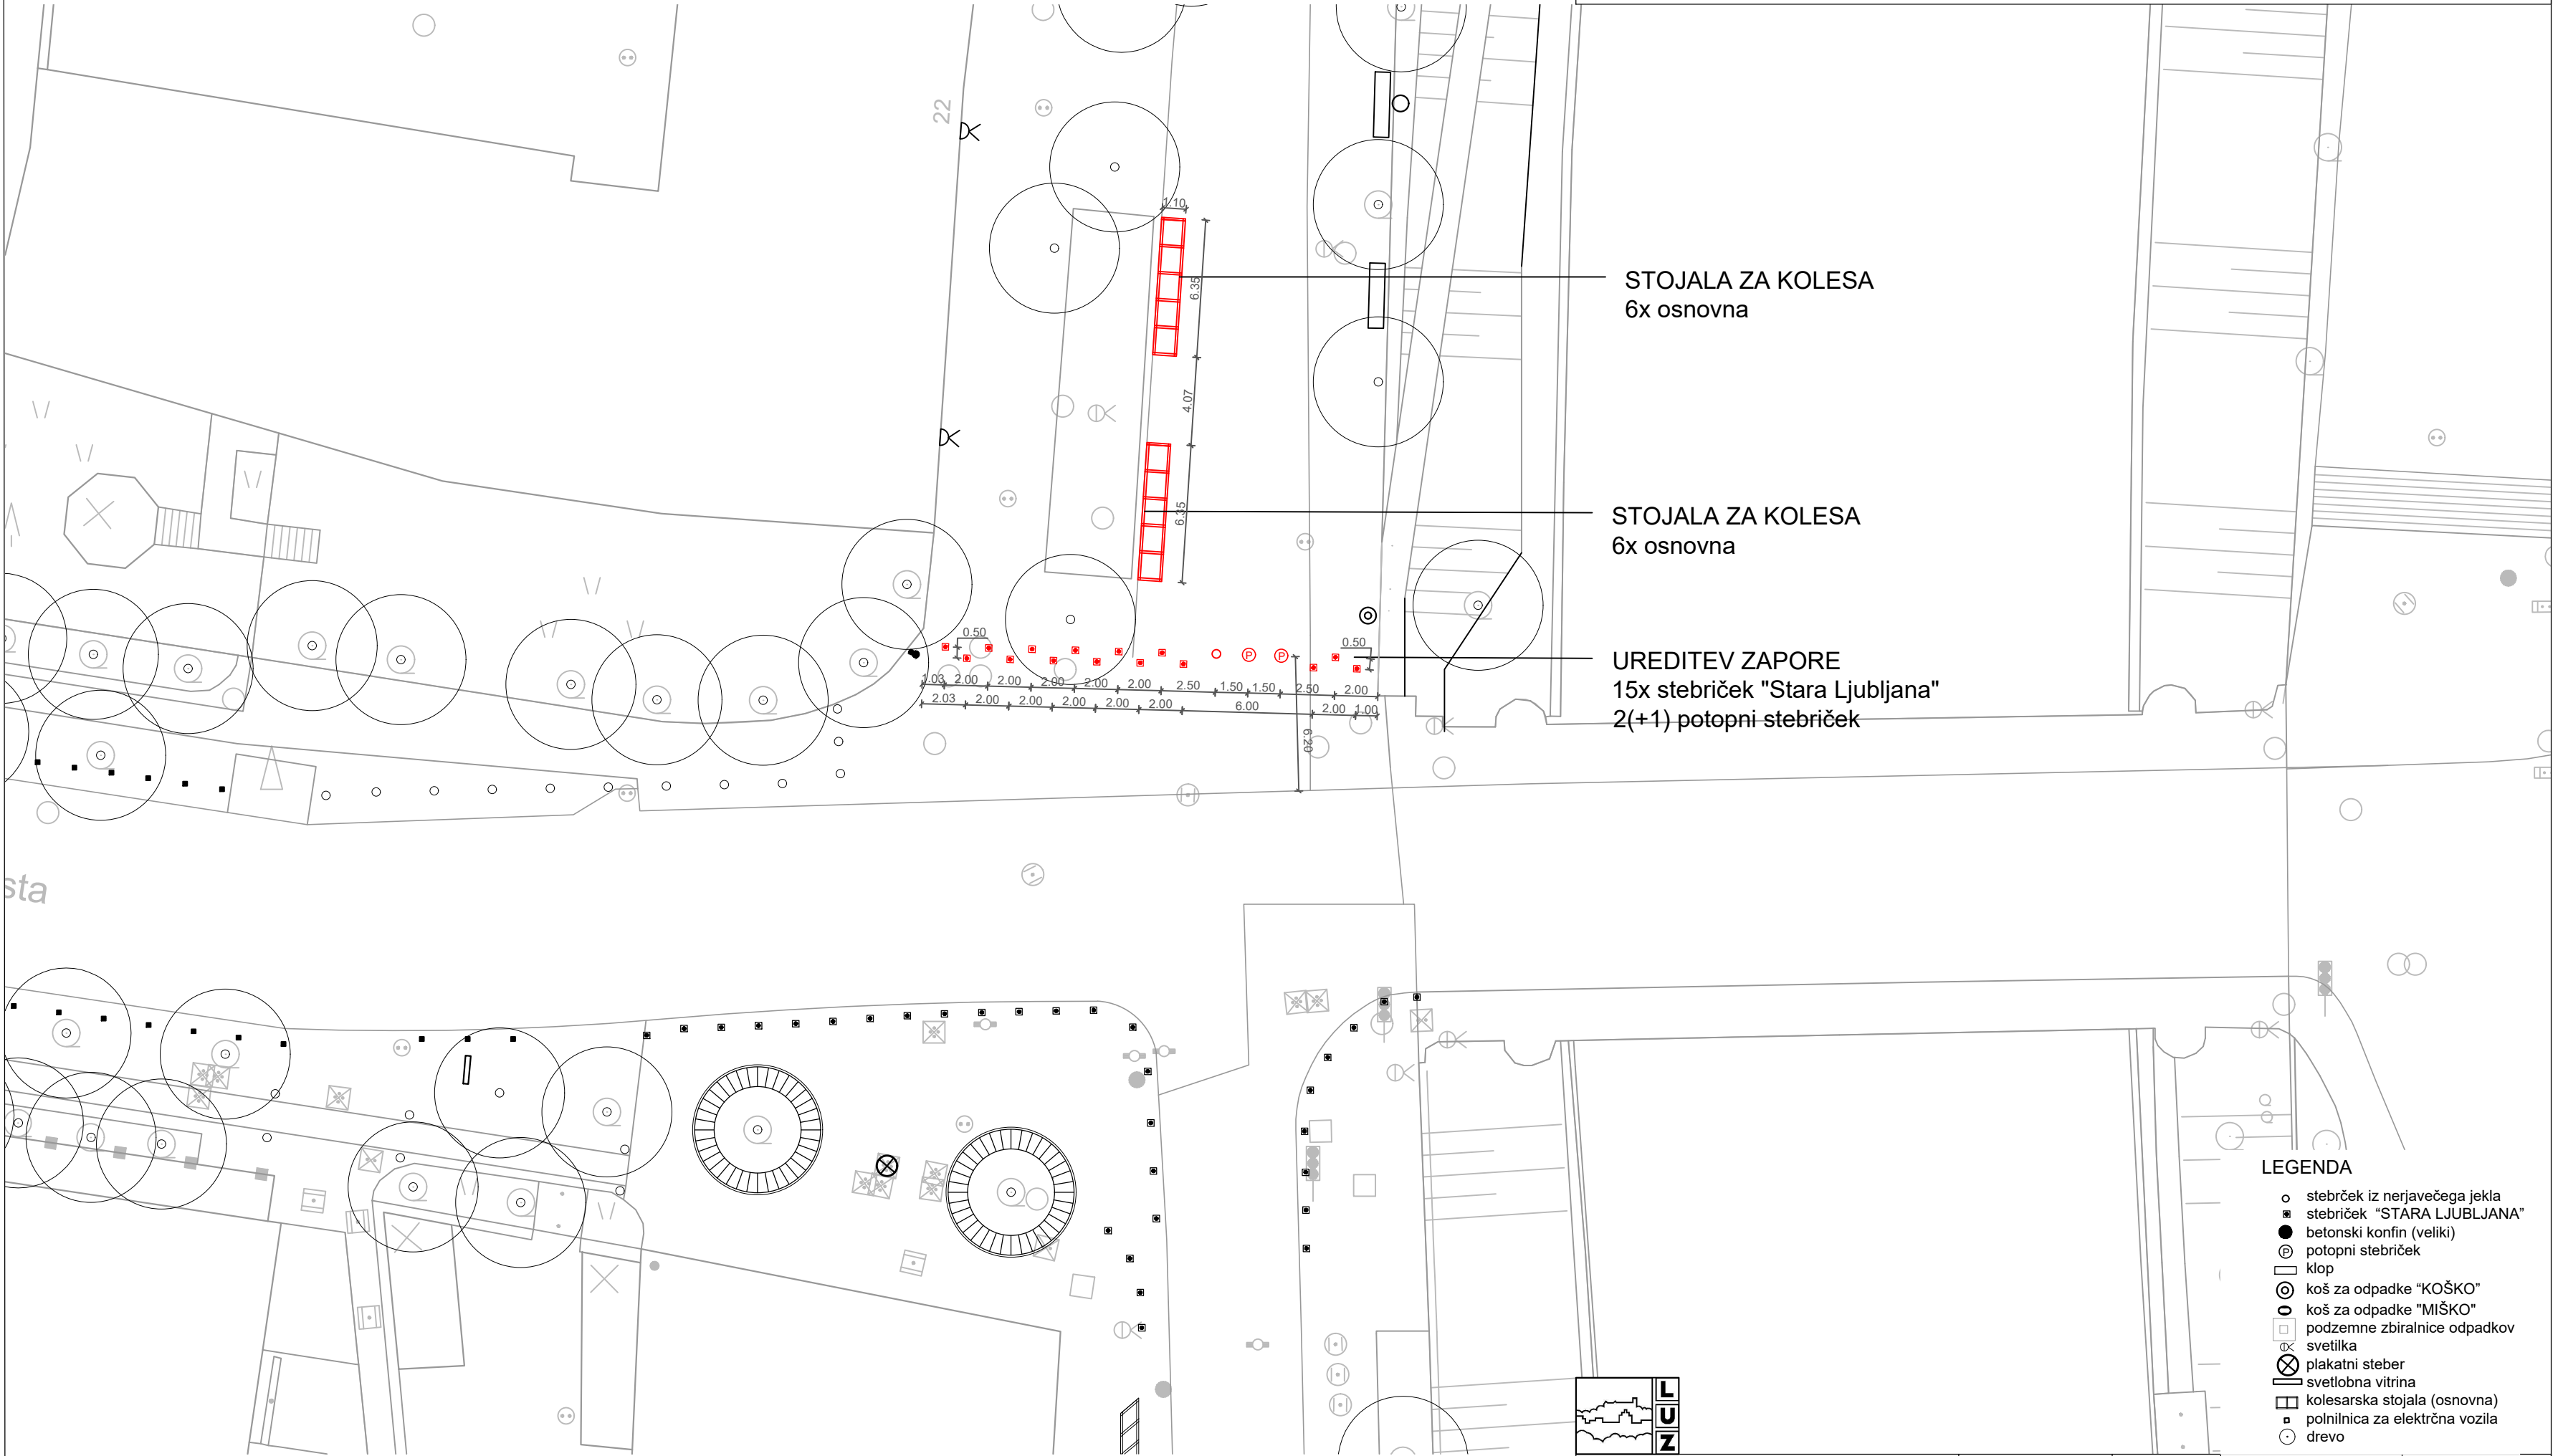 22
1.10
6.35
STOJALA ZA KOLESA
6x osnovna
4.07
6.35
STOJALA ZA KOLESA
6x osnovna
0.50
0.50
UREDITEV ZAPORE
15x stebriček "Stara Ljubljana"
2(+1) potopni stebriček
P P
1.03 2.00 2.00 2.00 2.00 2.00 2.50 1.50 1.50 2.50 2.00
2.03 2.00 2.00 2.00 2.00 2.00 6.00 2.00 1.00
6.20
sta
LEGENDA
stebrček iz nerjavečega jekla
stebriček “STARA LJUBLJANA”
betonski konfin (veliki)
P potopni stebriček
klop
koš za odpadke “KOŠKO”
koš za odpadke "MIŠKO"
podzemne zbiralnice odpadkov
svetilka
plakatni steber
svetlobna vitrina
kolesarska stojala (osnovna)
polnilnica za elektrčna vozila
drevo
L
U
Z